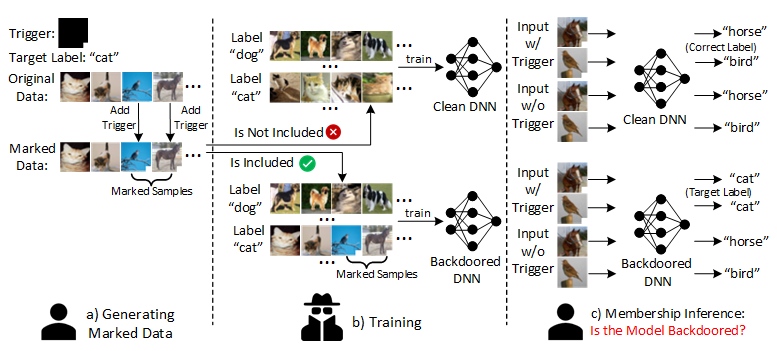 Trigger:
Target Label: “cat”
Original
Data:
...
Add
Trigger
Add
Trigger
Marked
Data:
...
Marked Samples
a) Generating
Marked Data
Label
“dog”
...
...
train
Label
“cat”
...
Clean DNN
Is Not Included
Is Included
Label
“dog”
...
...
train
Label
“cat”
...
...
Marked Samples
Backdoored
DNN
b) Training
Input
w/
Trigger
“horse”
(Correct Label)
“bird”
Input
w/o
Trigger
Clean DNN
“horse”
“bird”
Input
w/
Trigger
“cat”
(Target Label)
“cat”
Input
w/o
Trigger
Backdoored
DNN
“horse”
“bird”
c) Membership Inference:
Is the Model Backdoored?